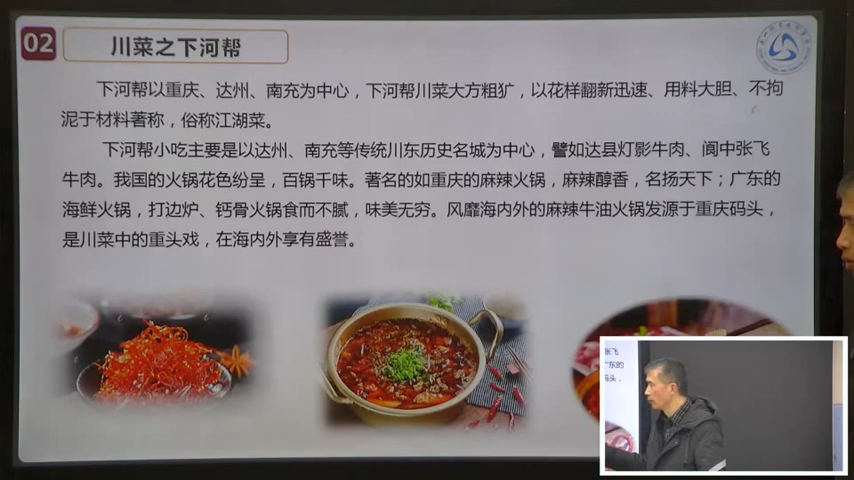 02
川菜之下河帮
下河帮以重庆、达州、南充为中心，下河帮川菜大方粗犷，以花样翻新迅速、用料大胆、不拘
泥于材料著称，俗称江湖菜。
下河帮小吃主要是以达州、南充等传统川东历史名城为中心，譬如达县灯影牛肉、阆中张飞
牛肉。我国的火锅花色纷呈，百锅千味。著名的如重庆的麻辣火锅，麻辣醇香，名扬天下；广东的
海鲜火锅，打边炉、钙骨火锅食而不腻，味美无穷。风靡海内外的麻辣牛油火锅发源于重庆码头，
是川菜中的重头戏，在海内外享有盛誉。
张飞
广东的
码头，